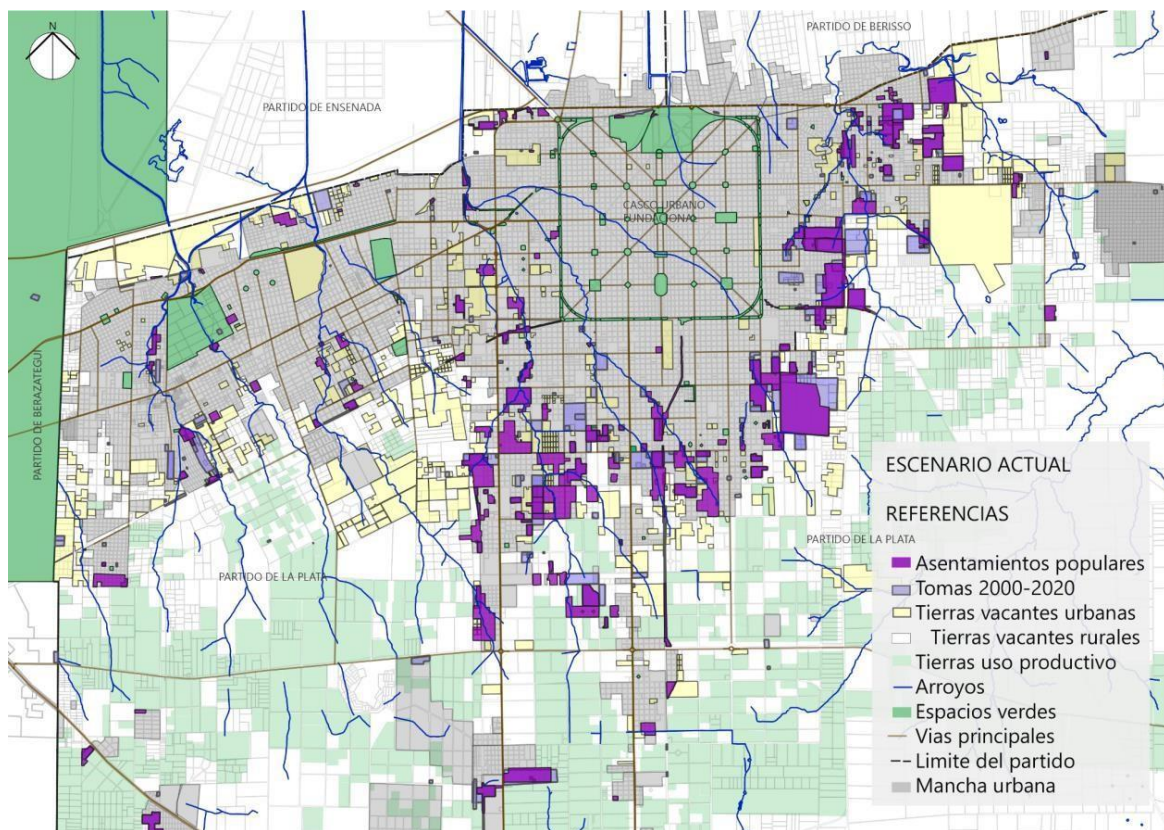 N
PARTIDO DE BERISSO
PARTIDO DE ENSENADA
CASCO URBANO
FUNDACIONAL
PARTIDO DE BERAZATEGUI
PARTIDO DE LA PLATA
PARTIDO DE LA PLATA
ESCENARIO ACTUAL
REFERENCIAS
Asentamientos populares
Tomas 2000-2020
Tierras vacantes urbanas
Tierras vacantes rurales
Tierras uso productivo
Arroyos
Espacios verdes
Vias principales
Limite del partido
Mancha urbana